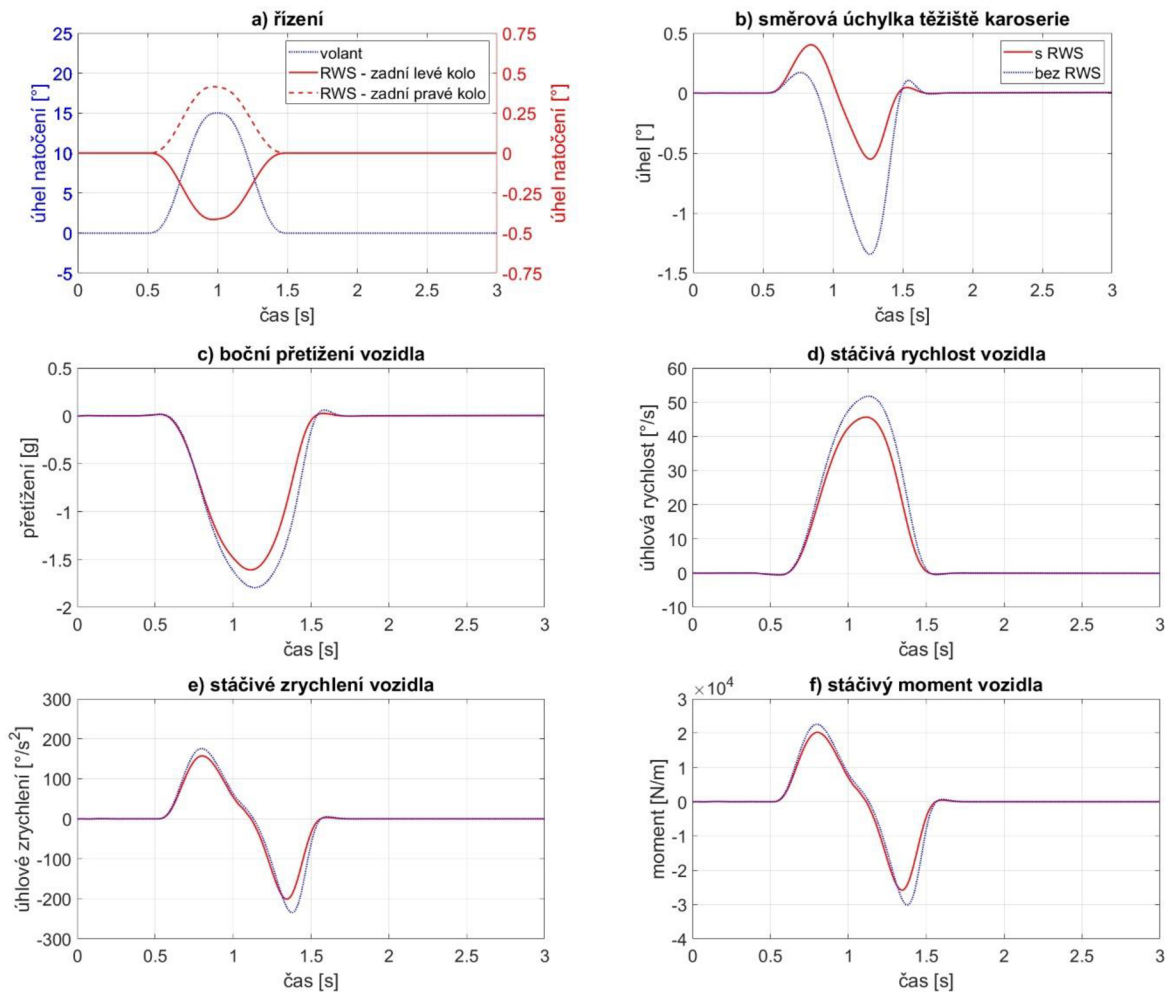 a) řízení
25
20
15
10
5
0
-5
0.75
0.5
0.25
0
-0.25
-0.5
-0.75
úhel natočení [°]
úhel natočení [°]
volant
RWS - zadní levé kolo
RWS - zadní pravé kolo
0 0.5 1 1.5 2 2.5 3
čas [s]
b) směrová úchylka těžiště karoserie
0.5
0
-0.5
-1
-1.5
úhel [°]
s RWS
bez RWS
0 0.5 1 1.5 2 2.5 3
čas [s]
c) boční přetížení vozidla
0.5
0
-0.5
-1
-1.5
-2
přetížení [g]
0 0.5 1 1.5 2 2.5 3
čas [s]
d) stáčivá rychlost vozidla
60
50
40
30
20
10
0
-10
úhlová rychlost [°/s]
0 0.5 1 1.5 2 2.5 3
čas [s]
e) stáčivé zrychlení vozidla
300
200
100
0
-100
-200
-300
úhlové zrychlení [°/s²]
0 0.5 1 1.5 2 2.5 3
čas [s]
f) stáčivý moment vozidla
×10⁴
3
2
1
0
-1
-2
-3
-4
moment [N/m]
0 0.5 1 1.5 2 2.5 3
čas [s]